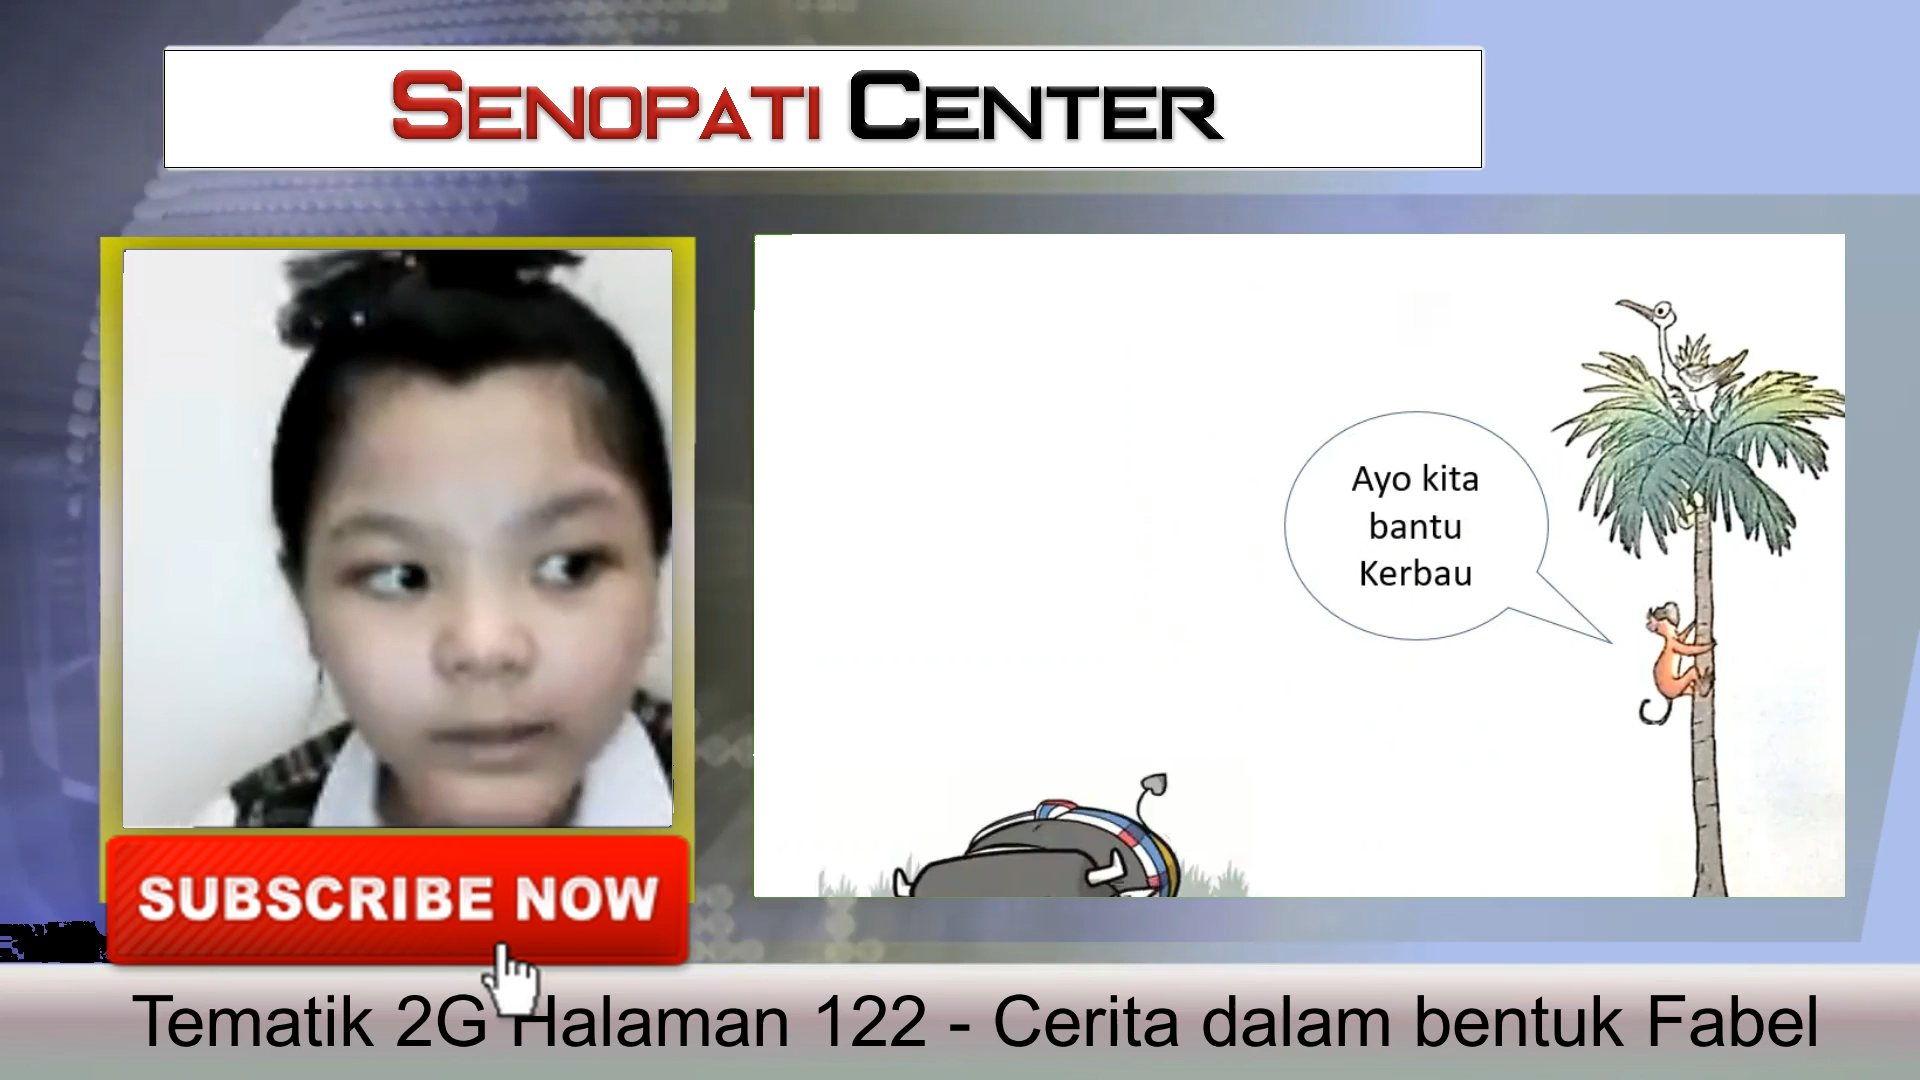 SENOPATI CENTER
Ayo kita
bantu
Kerbau
SUBSCRIBE NOW
Tematik 2G Halaman 122 - Cerita dalam bentuk Fabel